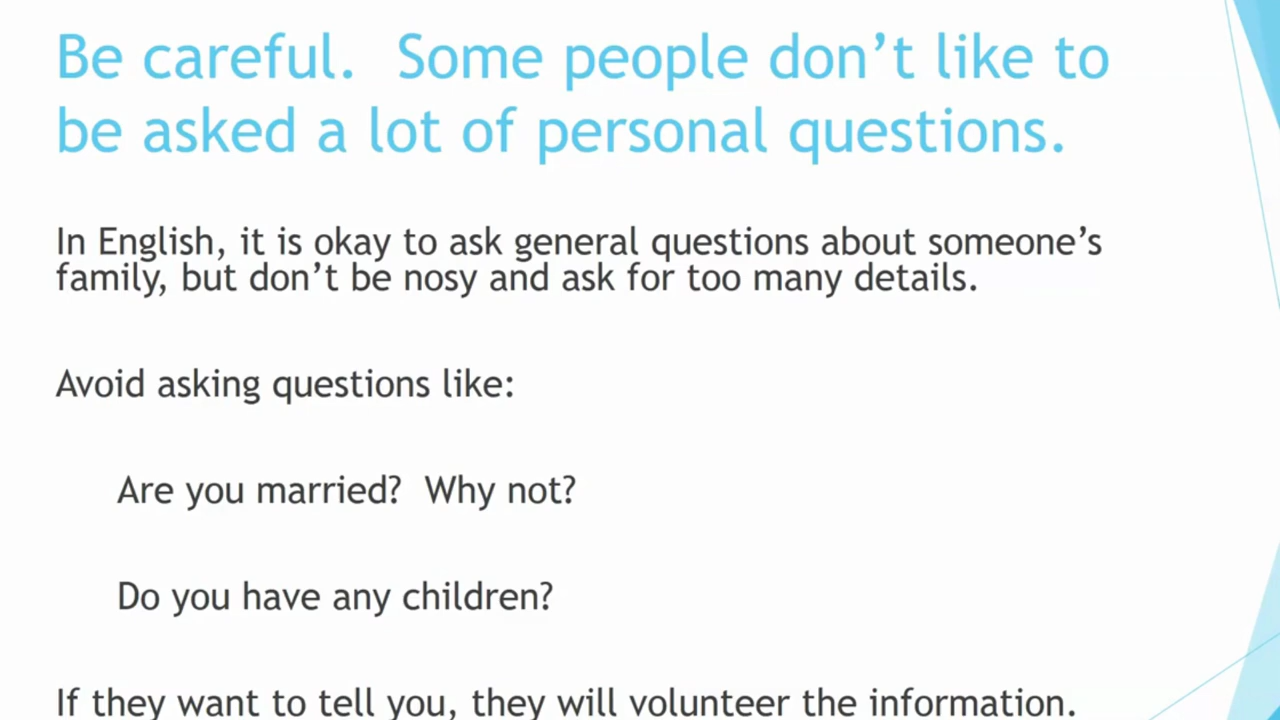 Be careful.  Some people don’t like to
be asked a lot of personal questions.
In English, it is okay to ask general questions about someone’s
family, but don’t be nosy and ask for too many details.
Avoid asking questions like:
Are you married?  Why not?
Do you have any children?
If they want to tell you, they will volunteer the information.